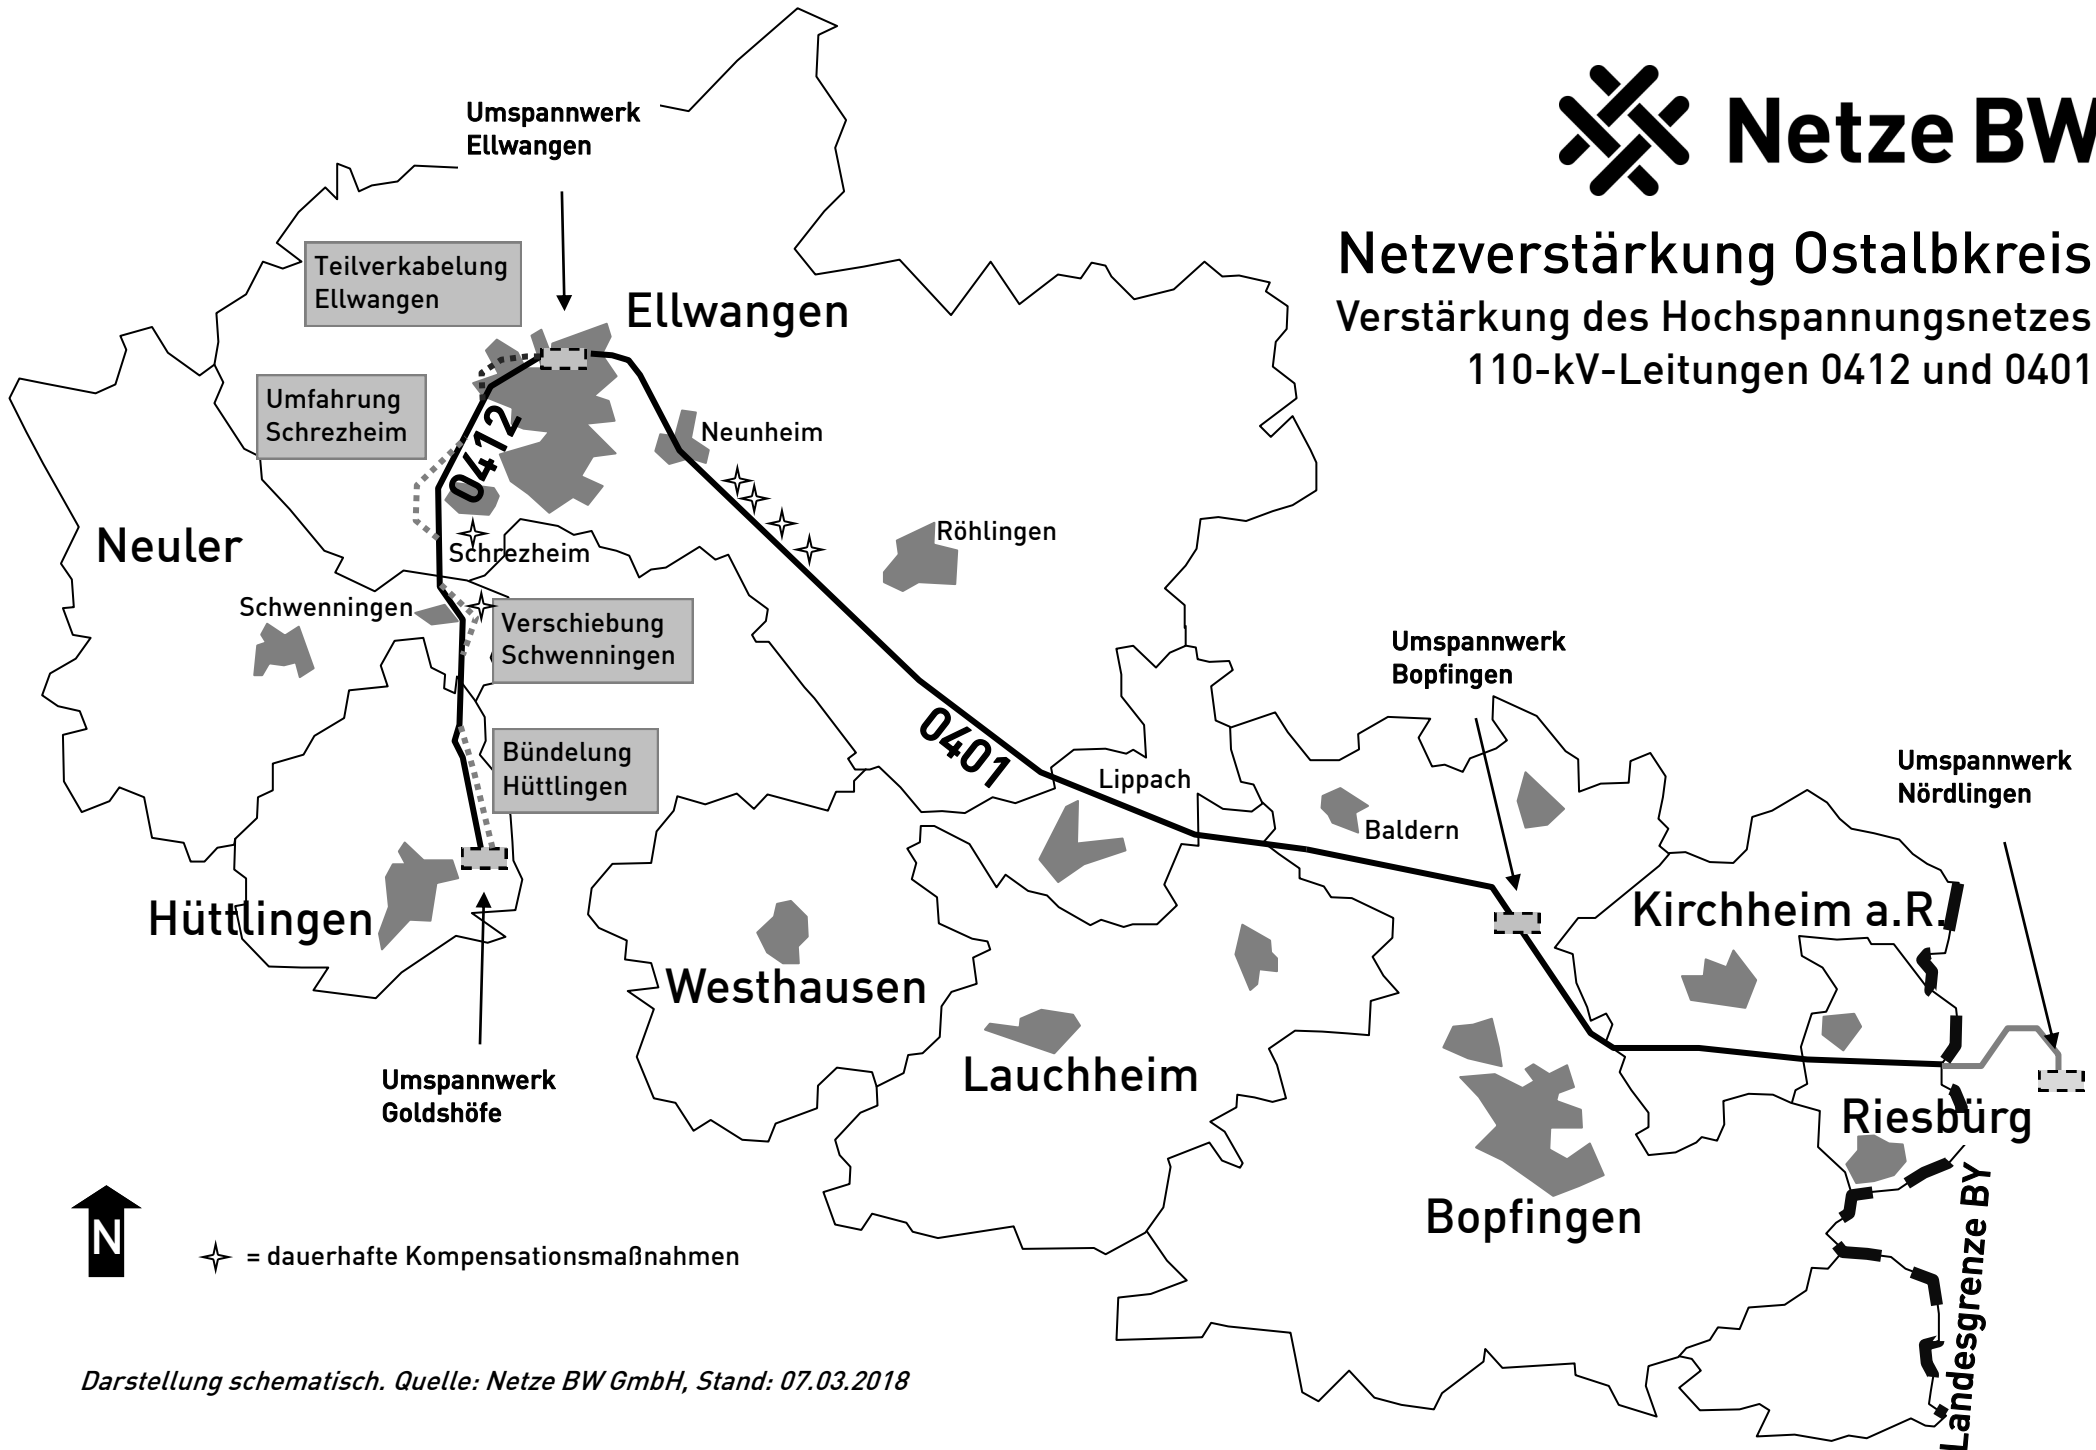 Netze BW
Netzverstärkung Ostalbkreis
Verstärkung des Hochspannungsnetzes
110-kV-Leitungen 0412 und 0401
Umspannwerk
Ellwangen
Teilverkabelung
Ellwangen
Ellwangen
Umfahrung
Schrezheim
0412
Neunheim
Neuler
Röhlingen
Schrezheim
Schwenningen
Verschiebung
Schwenningen
Umspannwerk
Bopfingen
0401
Bündelung
Hüttlingen
Lippach
Umspannwerk
Nördlingen
Baldern
Hüttlingen
Kirchheim a.R.
Westhausen
Lauchheim
Umspannwerk
Goldshöfe
Riesbürg
Bopfingen
Landesgrenze BY
N
= dauerhafte Kompensationsmaßnahmen
Darstellung schematisch. Quelle: Netze BW GmbH, Stand: 07.03.2018